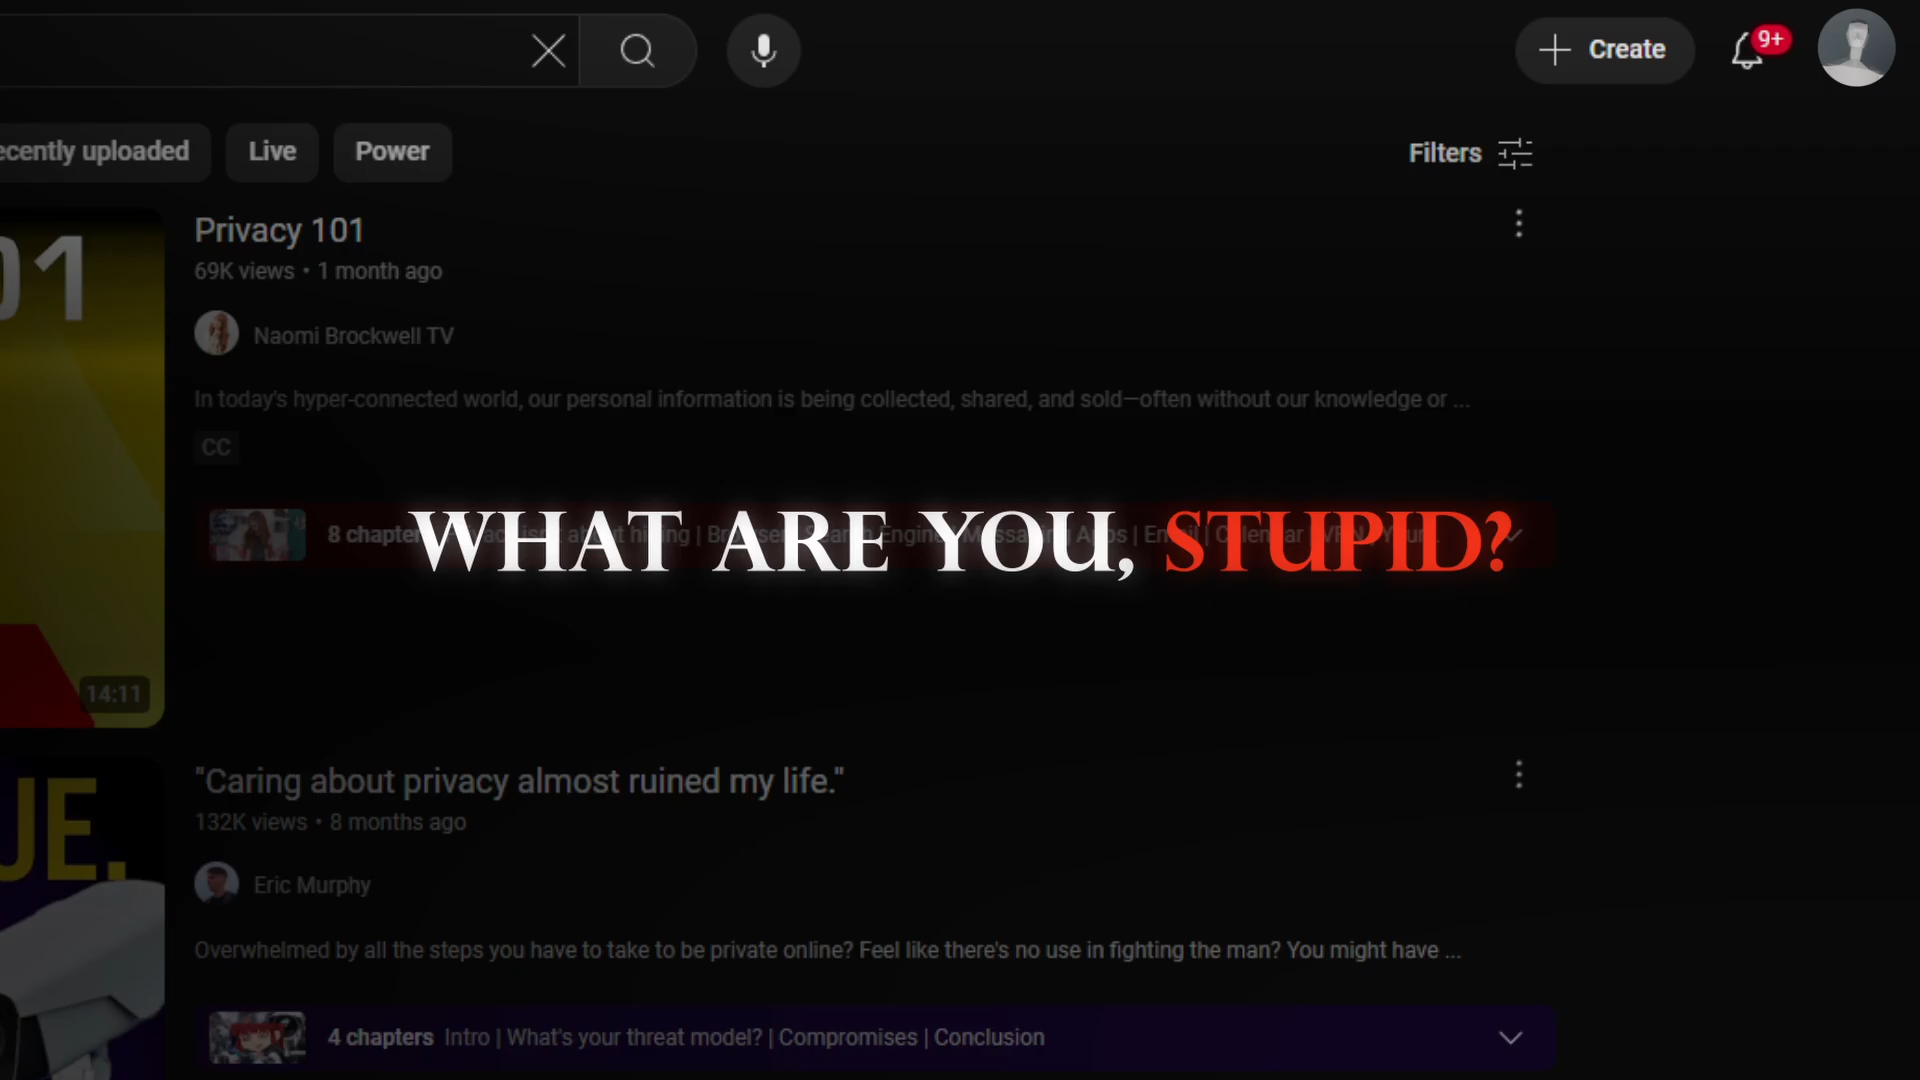 Create
9+
ecently uploaded
Live
Power
Filters
01
14:11
Privacy 101
69K views • 1 month ago
Naomi Brockwell TV
In today's hyper-connected world, our personal information is being collected, shared, and sold—often without our knowledge or ...
CC
8 chapters
WHAT ARE YOU, STUPID?
UE.
"Caring about privacy almost ruined my life."
132K views • 8 months ago
Eric Murphy
Overwhelmed by all the steps you have to take to be private online? Feel like there's no use in fighting the man? You might have ...
4 chapters Intro | What's your threat model? | Compromises | Conclusion